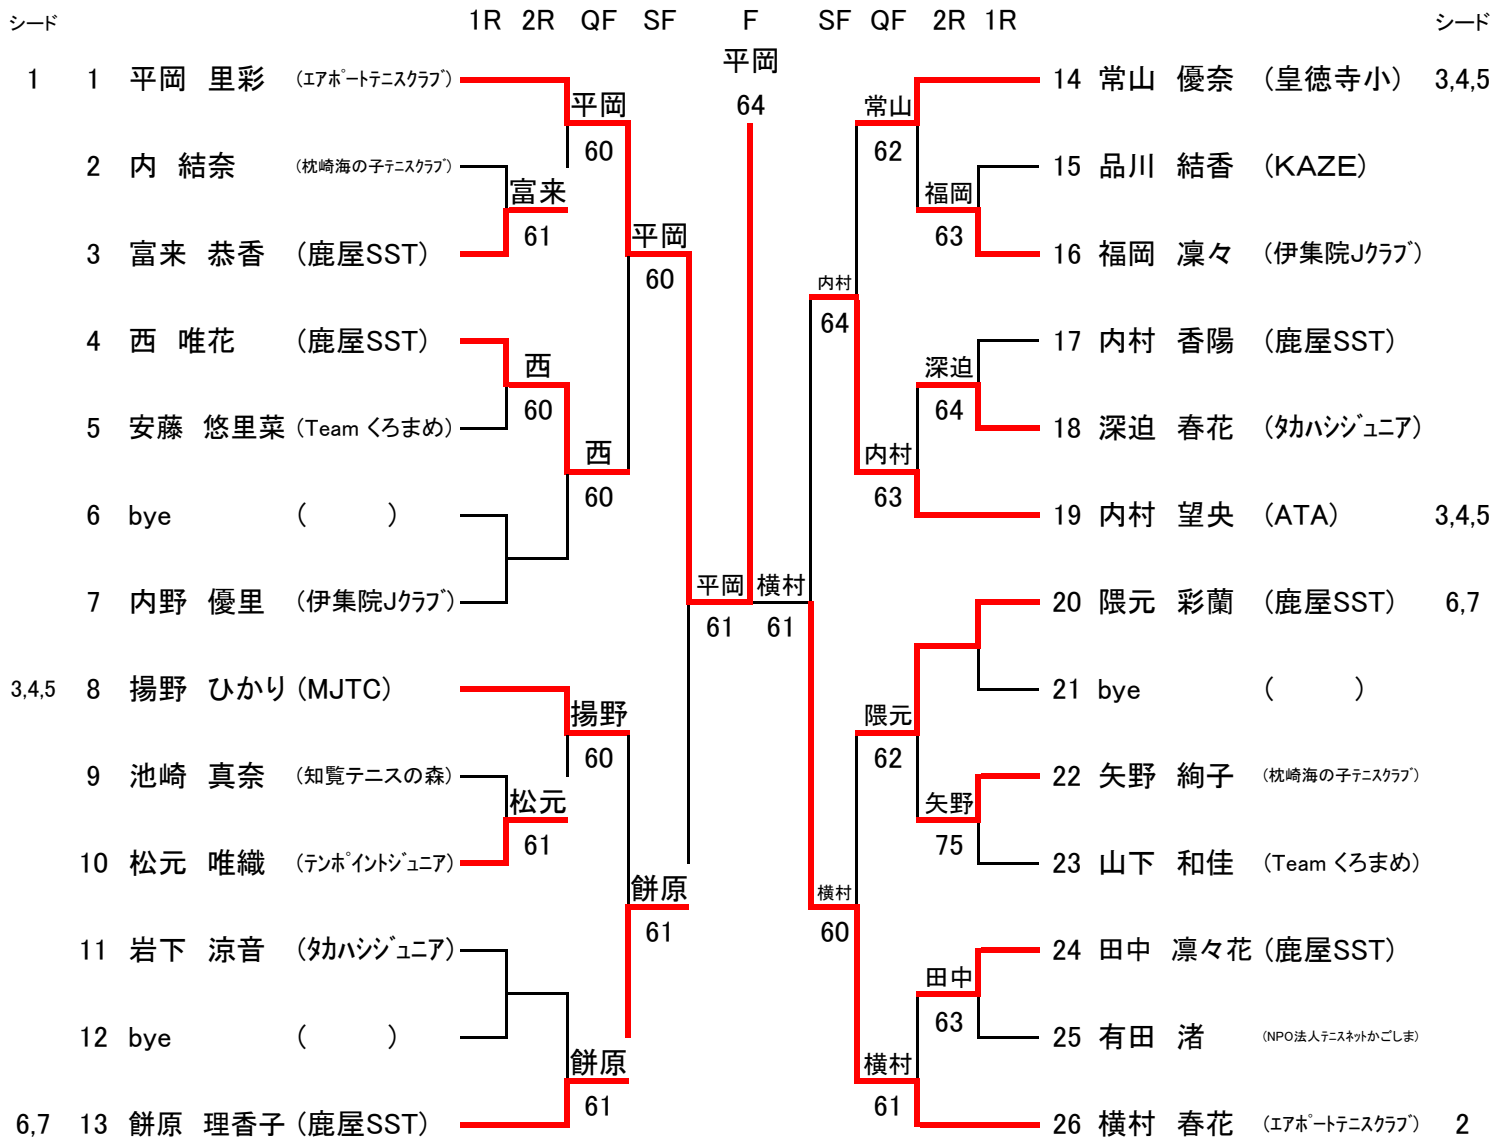 シード 1R 2R QF SF F SF QF 2R 1R シード
平岡
1 1 平岡 里彩 (エアポートテニスクラブ) 64 14 常山 優奈 (皇徳寺小) 3,4,5
平岡 常山
60 62
2 内 結奈 (枕崎海の子テニスクラブ) 15 品川 結香 (KAZE)
富来 福岡
61 平岡 63
3 富来 恭香 (鹿屋SST) 16 福岡 凜々 (伊集院Jクラブ)
60 内村
64
4 西 唯花 (鹿屋SST) 17 内村 香陽 (鹿屋SST)
西 深迫
60 64
5 安藤 悠里菜 (Team くろまめ) 18 深迫 春花 (タカハシジュニア)
西 内村
60 63
6 bye ( ) 19 内村 望央 (ATA) 3,4,5
平岡 横村
7 内野 優里 (伊集院Jクラブ) 20 隈元 彩蘭 (鹿屋SST) 6,7
61 61
3,4,5 8 揚野 ひかり (MJTC) 21 bye ( )
揚野 隈元
60 62
9 池崎 真奈 (知覧テニスの森) 22 矢野 絢子 (枕崎海の子テニスクラブ)
松元 矢野
61 75
10 松元 唯織 (テンポイントジュニア) 23 山下 和佳 (Team くろまめ)
餅原 横村
61 60
11 岩下 涼音 (タカハシジュニア) 24 田中 凛々花 (鹿屋SST)
田中
63
12 bye ( ) 25 有田 渚 (NPO法人テニスネットかごしま)
餅原 横村
61 61
6,7 13 餅原 理香子 (鹿屋SST) 26 横村 春花 (エアポートテニスクラブ) 2